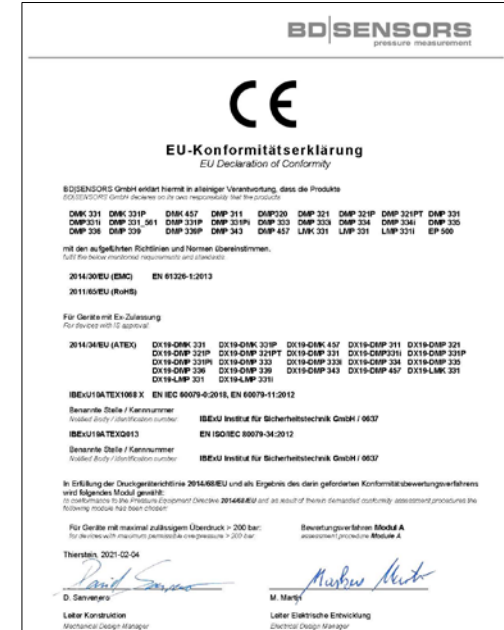 BD|SENSORS
pressure measurement
CE
EU-Konformitätserklärung
EU Declaration of Conformity
BD|SENSORS GmbH erklärt hiermit in alleiniger Verantwortung, dass die Produkte
BD|SENSORS GmbH declares on its own responsibility that the products
DMK 331 DMK 331P DMK 457 DMP 311 DMP320 DMP 321 DMP 321P DMP 321PT DMP 331
DMP331i DMP 331_561 DMP 331P DMP 331Pi DMP 333 DMP 333i DMP 334 DMP 334i DMP 335
DMP 336 DMP 339 DMP 339P DMP 343 DMP 457 LMK 331 LMP 331 LMP 331i EP 500
mit den aufgeführten Richtlinien und Normen übereinstimmen.
fulfil the below mentioned requirements and standards.
2014/30/EU (EMC) EN 61326-1:2013
2011/65/EU (RoHS)
Für Geräte mit Ex-Zulassung
For devices with IS approval
2014/34/EU (ATEX) DX19-DMK 331 DX19-DMK 331P DX19-DMK 457 DX19-DMP 311 DX19-DMP 321
DX19-DMP 321P DX19-DMP 321PT DX19-DMP 331 DX19-DMP331i DX19-DMP 331P
DX19-DMP 331Pi DX19-DMP 333 DX19-DMP 333i DX19-DMP 334 DX19-DMP 335
DX19-DMP 336 DX19-DMP 339 DX19-DMP 343 DX19-DMP 457 DX19-LMK 331
DX19-LMP 331 DX19-LMP 331i
IBExU10ATEX1068 X EN IEC 60079-0:2018, EN 60079-11:2012
Benannte Stelle / Kennnummer
Notified Body / identification number IBExU Institut für Sicherheitstechnik GmbH / 0637
IBExU19ATEXQ013 EN ISO/IEC 80079-34:2012
Benannte Stelle / Kennnummer
Notified Body / identification number IBExU Institut für Sicherheitstechnik GmbH / 0637
In Erfüllung der Druckgeräterichtlinie 2014/68/EU und als Ergebnis des darin geforderten Konformitätsbewertungsverfahrens
wird folgendes Modul gewählt:
In conformance to the Pressure Equipment Directive 2014/68/EU and as result of therein demanded conformity assessment procedures the
following module has been chosen:
Für Geräte mit maximal zulässigem Überdruck > 200 bar: Bewertungsverfahren Modul A
for devices with maximum permissible overpressure > 200 bar assessment procedure Module A
Thierstein, 2021-02-04
D. M. Martin
Leiter Konstruktion Leiter Elektrische Entwicklung
Mechanical Design Manager Electrical Design Manager